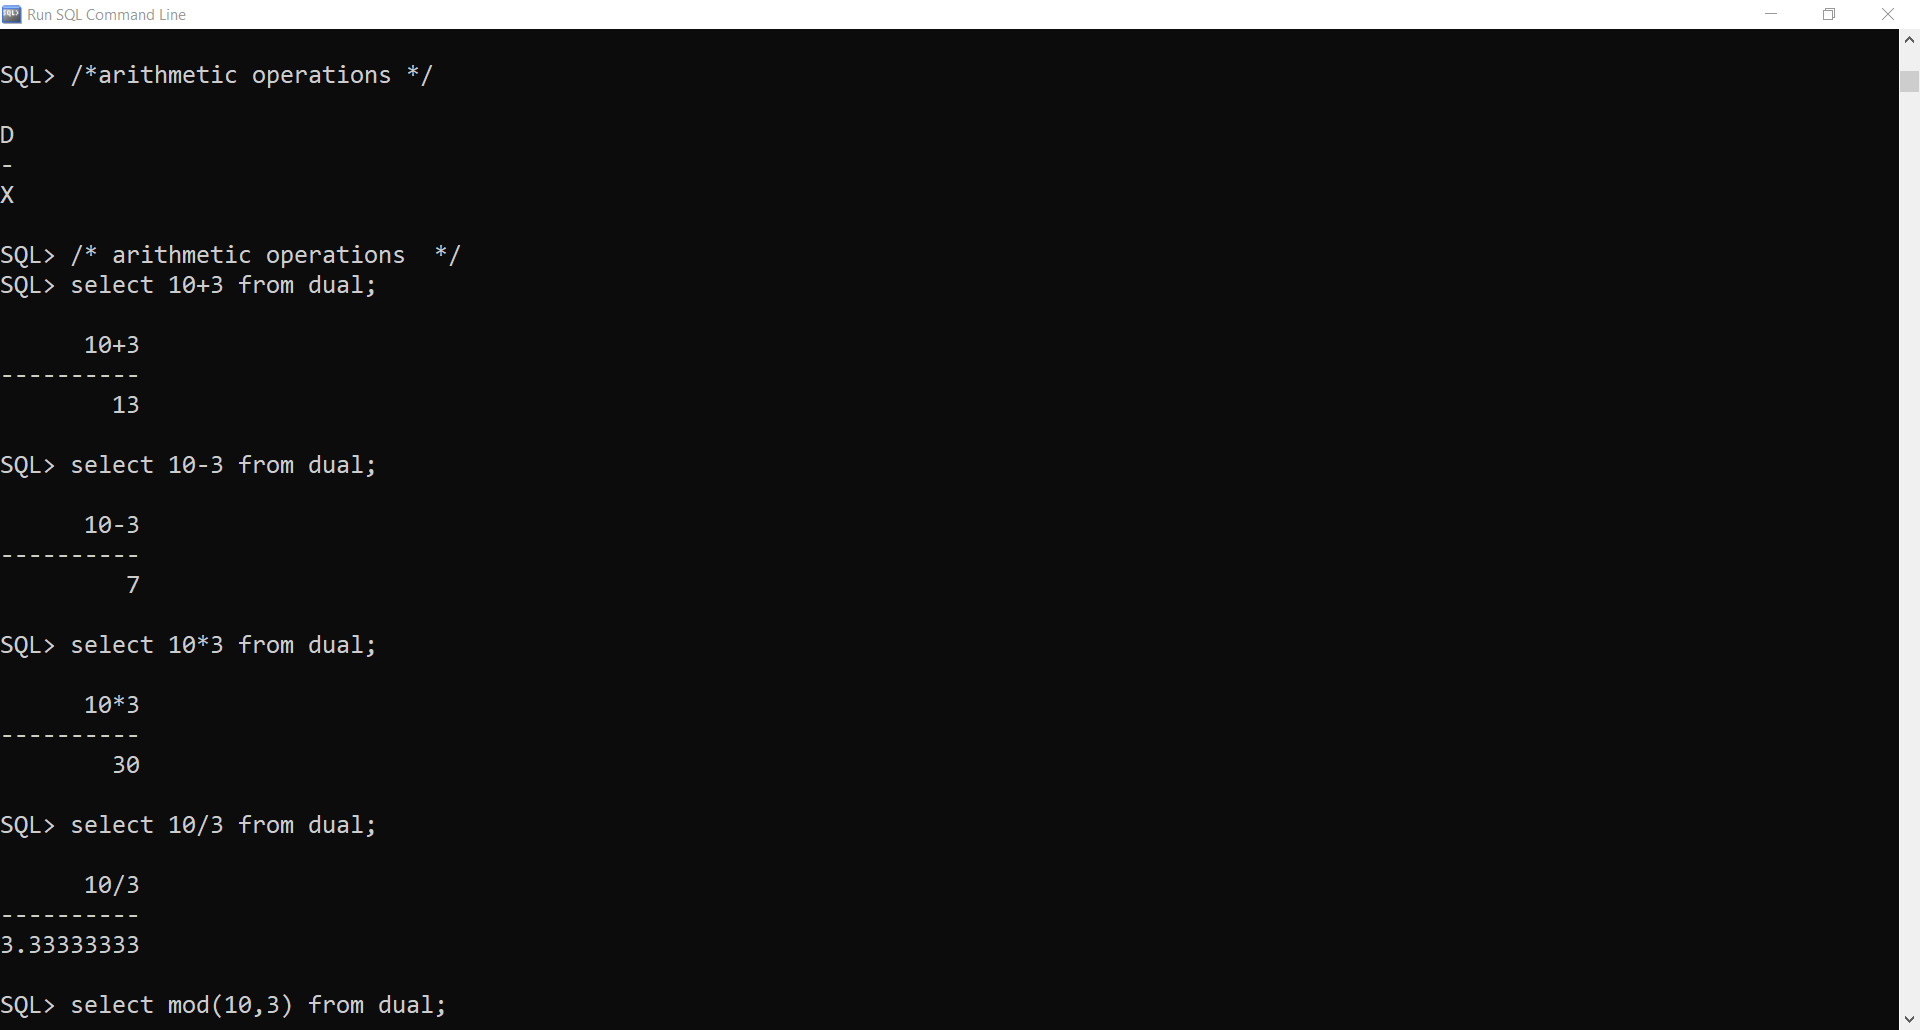 Run SQL Command Line
SQL> /*arithmetic operations */
D
-
X
SQL> /* arithmetic operations  */
SQL> select 10+3 from dual;
      10+3
----------
        13
SQL> select 10-3 from dual;
      10-3
----------
         7
SQL> select 10*3 from dual;
      10*3
----------
        30
SQL> select 10/3 from dual;
      10/3
----------
3.33333333
SQL> select mod(10,3) from dual;